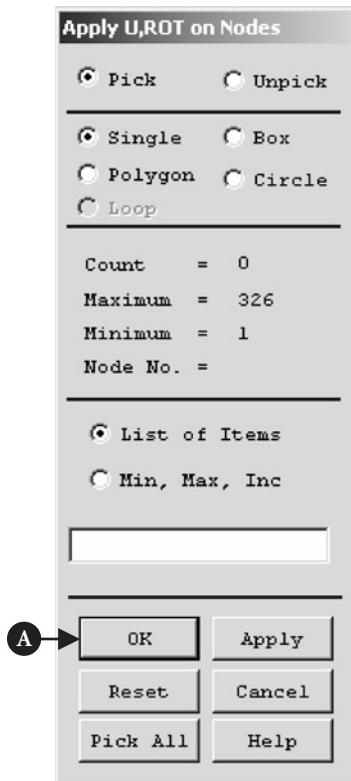 Apply U,ROT on Nodes
Pick Unpick
Single Box
Polygon Circle
Loop
Count = 0
Maximum = 326
Minimum = 1
Node No. =
List of Items
Min, Max, Inc
A OK Apply
Reset Cancel
Pick All Help